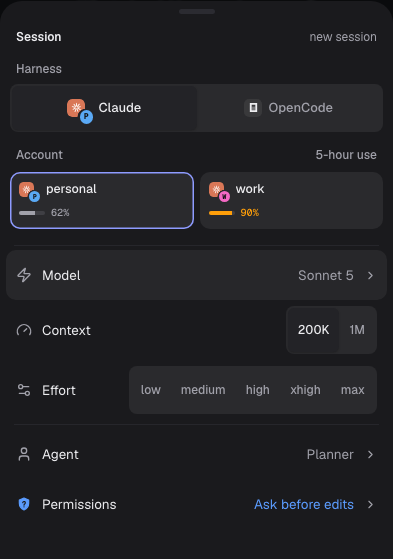 Session new session
Harness
Claude OpenCode
P
Account 5-hour use
personal work
P W
62% 90%
Model Sonnet 5
Context 200K 1M
Effort low medium high xhigh max
Agent Planner
Permissions Ask before edits